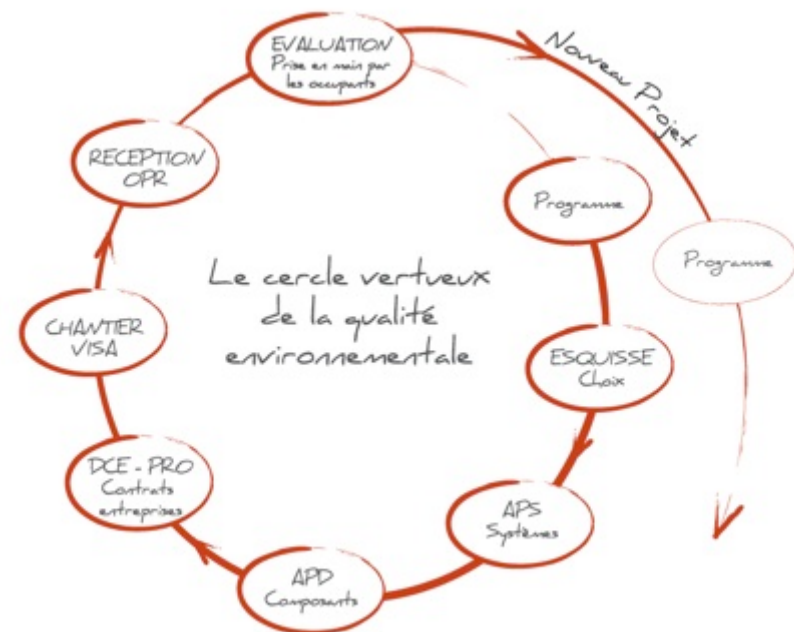 EVALUATION
Prise en main par
les occupants
Nouveau Projet
Programme
Programme
ESQUISSE
Choix
APS
Systèmes
APD
Composants
DCE - PRO
Contrats
entreprises
CHANTIER
VISA
RECEPTION
OPR
Le cercle vertueux
de la qualité
environnementale